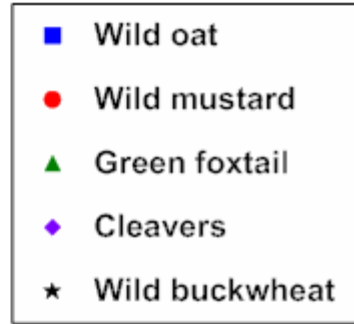 Wild oat
Wild mustard
Green foxtail
Cleavers
Wild buckwheat